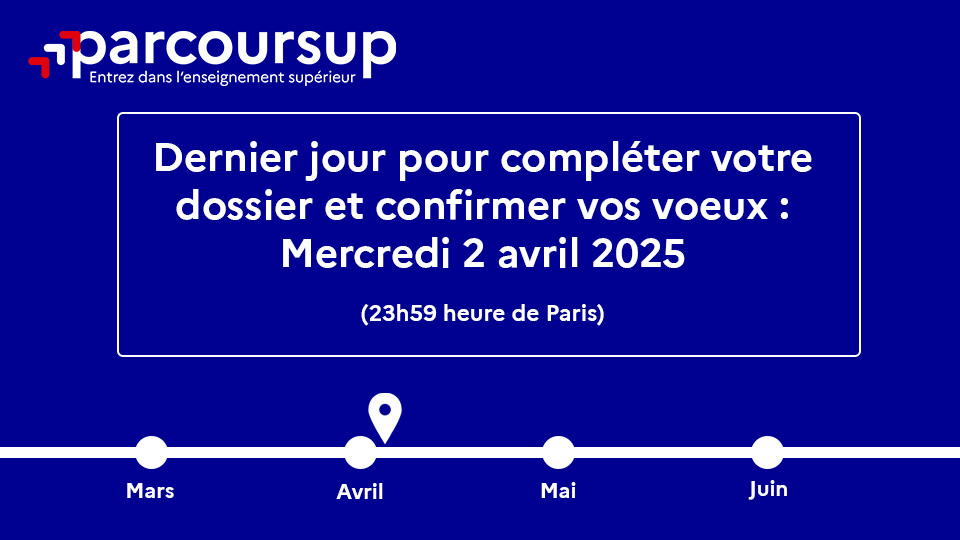 parcoursup
Entrez dans l'enseignement supérieur
Dernier jour pour compléter votre
dossier et confirmer vos voeux :
Mercredi 2 avril 2025
(23h59 heure de Paris)
Mars
Avril
Mai
Juin